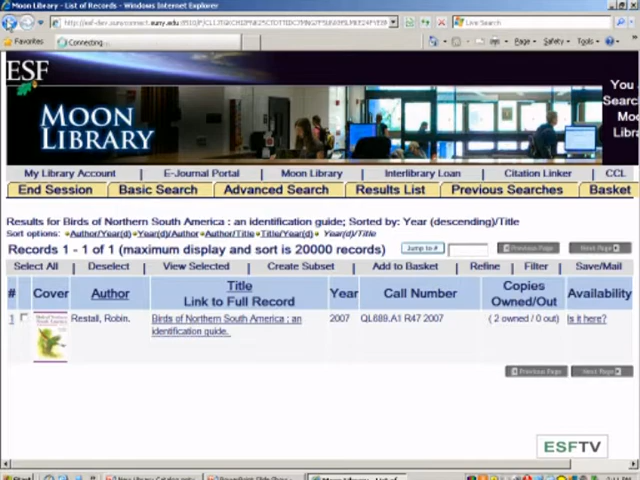 Moon Library - List of Records - Windows Internet Explorer
Live Search
Favorites Connecting...
Page Safety Tools
ESF
MOON LIBRARY
You a
Search
Moo
Libra
My Library Account | E-Journal Portal | Moon Library | Interlibrary Loan | Citation Linker | CCL
End Session Basic Search Advanced Search Results List Previous Searches Basket
Results for Birds of Northern South America : an identification guide; Sorted by: Year (descending)/Title
Sort options: Author/Year(d) Year(d)/Author Author/Title Title/Year(d) Year(d)/Title
Records 1 - 1 of 1 (maximum display and sort is 20000 records) Jump to # Previous Page Next Page
Select All | Deselect | View Selected | Create Subset | Add to Basket | Refine | Filter | Save/Mail
# Cover Author Title Link to Full Record Year Call Number Copies Owned/Out Availability
1 Restall, Robin. Birds of Northern South America : an identification guide. 2007 QL689.A1 R47 2007 ( 2 owned / 0 out) Is it here?
Previous Page Next Page
ESFTV
Start